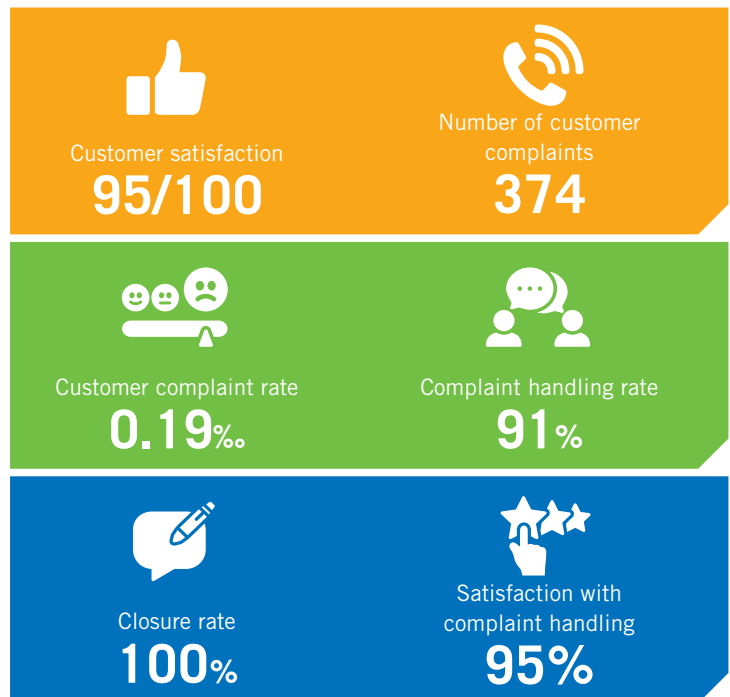 Customer satisfaction
95/100
Number of customer
complaints
374
Customer complaint rate
0.19‰
Complaint handling rate
91%
Closure rate
100%
Satisfaction with
complaint handling
95%